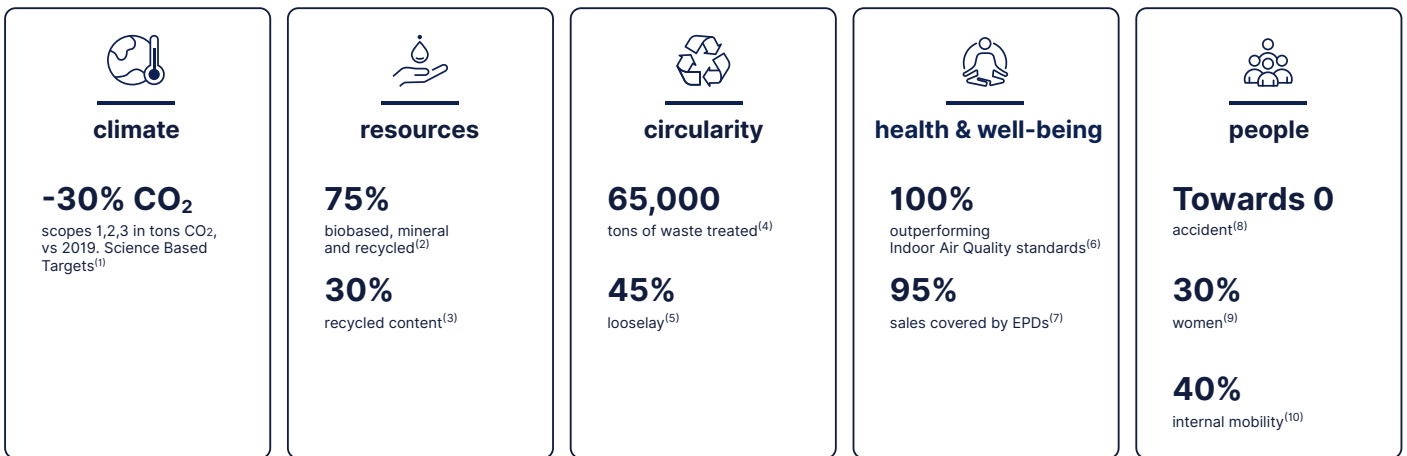 climate
-30% CO₂
scopes 1,2,3 in tons CO₂,
vs 2019. Science Based
Targets⁽¹⁾
resources
75%
biobased, mineral
and recycled⁽²⁾
30%
recycled content⁽³⁾
circularity
65,000
tons of waste treated⁽⁴⁾
45%
looselay⁽⁵⁾
health & well-being
100%
outperforming
Indoor Air Quality standards⁽⁶⁾
95%
sales covered by EPDs⁽⁷⁾
people
Towards 0
accident⁽⁸⁾
30%
women⁽⁹⁾
40%
internal mobility⁽¹⁰⁾